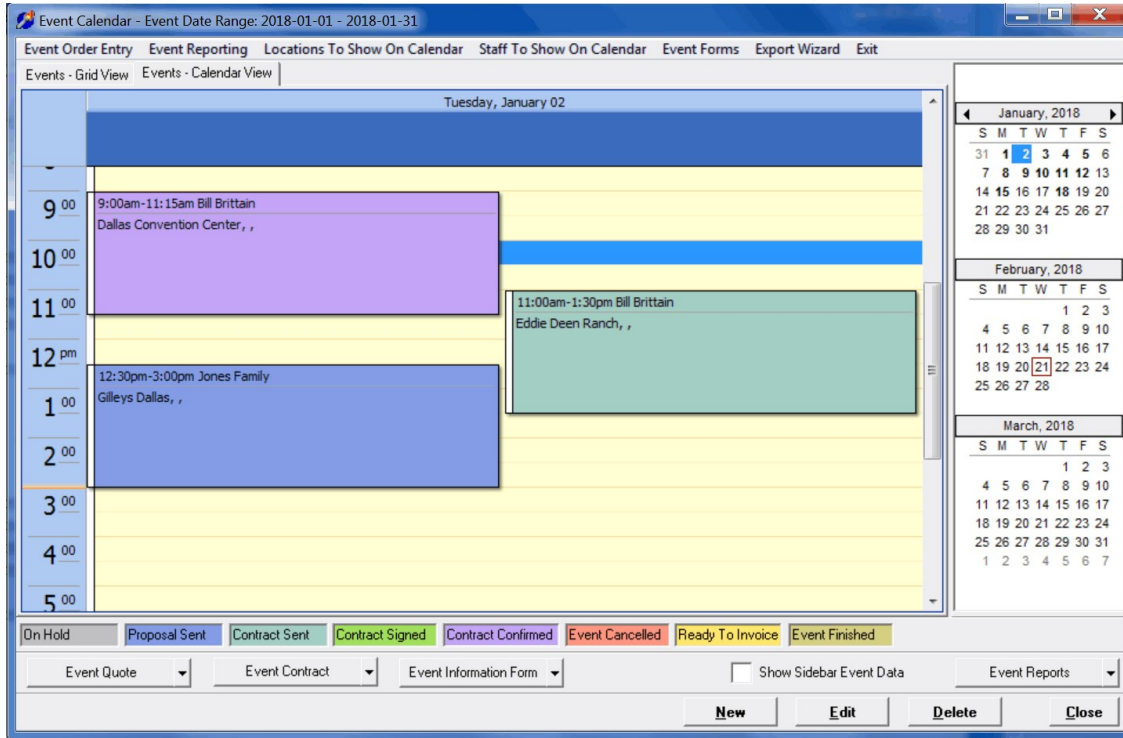 Event Calendar - Event Date Range: 2018-01-01 - 2018-01-31
Event Order Entry Event Reporting Locations To Show On Calendar Staff To Show On Calendar Event Forms Export Wizard Exit
Events - Grid View Events - Calendar View
Tuesday, January 02
9 00
10 00
11 00
12 pm
1 00
2 00
3 00
4 00
5 00
9:00am-11:15am Bill Brittain
Dallas Convention Center, ,
11:00am-1:30pm Bill Brittain
Eddie Deen Ranch, ,
12:30pm-3:00pm Jones Family
Gilleys Dallas, ,
January, 2018
S M T W T F S
31 1 2 3 4 5 6
7 8 9 10 11 12 13
14 15 16 17 18 19 20
21 22 23 24 25 26 27
28 29 30 31
February, 2018
S M T W T F S
1 2 3
4 5 6 7 8 9 10
11 12 13 14 15 16 17
18 19 20 21 22 23 24
25 26 27 28
March, 2018
S M T W T F S
1 2 3
4 5 6 7 8 9 10
11 12 13 14 15 16 17
18 19 20 21 22 23 24
25 26 27 28 29 30 31
1 2 3 4 5 6 7
On Hold Proposal Sent Contract Sent Contract Signed Contract Confirmed Event Cancelled Ready To Invoice Event Finished
Event Quote Event Contract Event Information Form Show Sidebar Event Data Event Reports
New Edit Delete Close